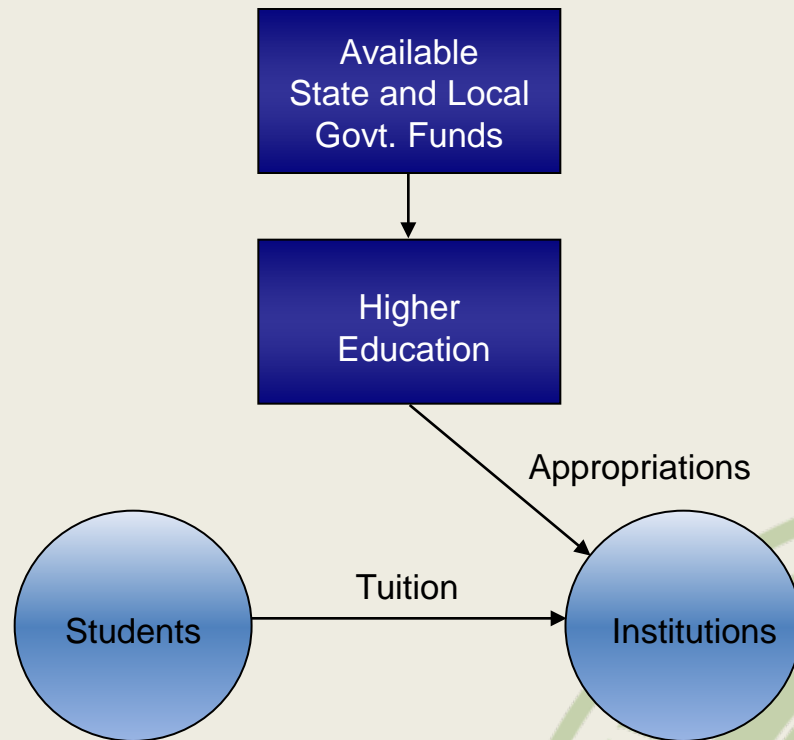 Available
State and Local
Govt. Funds
Higher
Education
Appropriations
Tuition
Students
Institutions